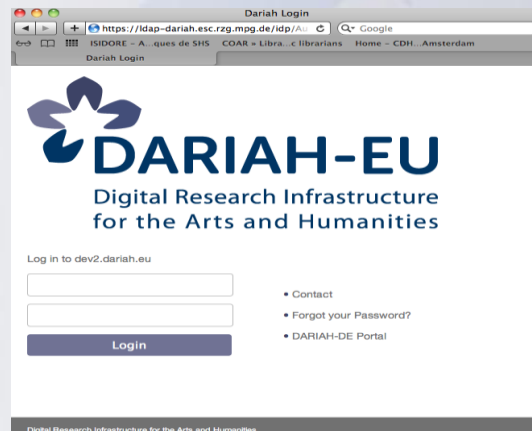 Dariah Login
https://ldap-dariah.esc.rzg.mpg.de/idp/Au
Google
ISIDORE – A...ques de SHS COAR » Libra...c librarians Home – CDH...Amsterdam
Dariah Login
DARIAH-EU
Digital Research Infrastructure
for the Arts and Humanities
Log in to dev2.dariah.eu
• Contact
• Forgot your Password?
Login
• DARIAH-DE Portal
Digital Research Infrastructure for the Arts and Humanities